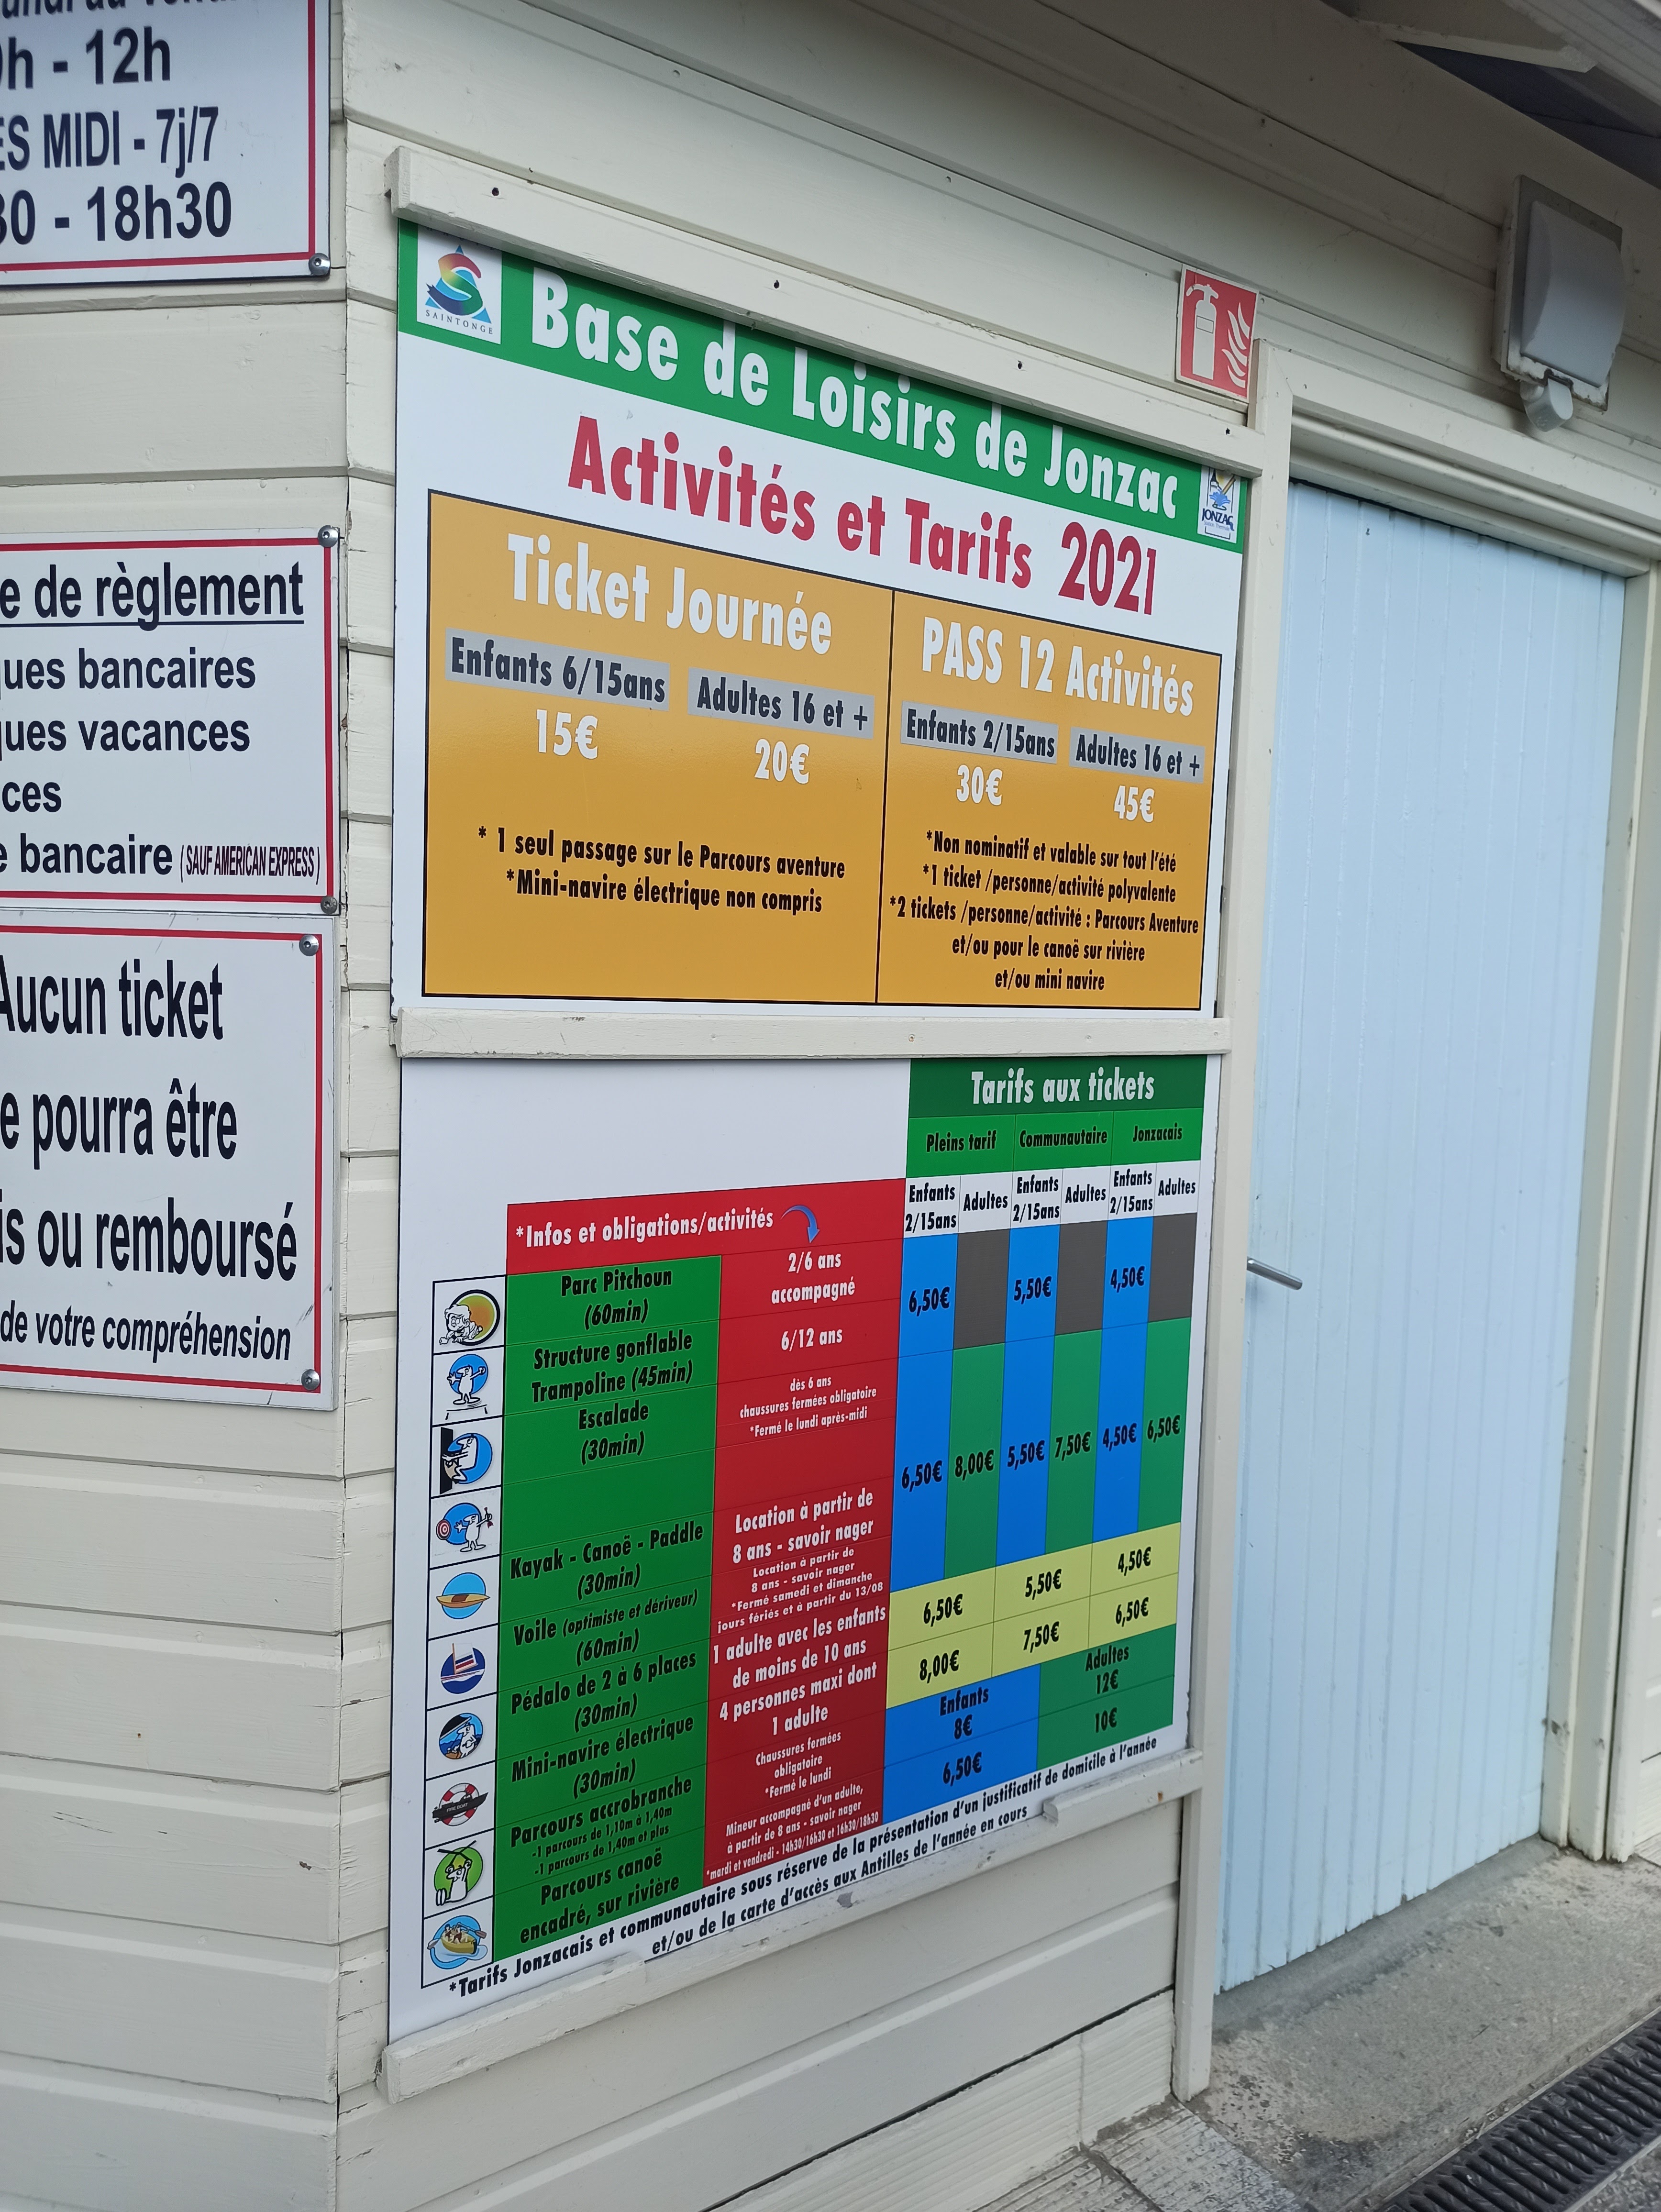 - 12h
MIDI - 7j/7
- 18h30
de règlement
bancaires
vacances
bancaire (SAUF AMERICAN EXPRESS)
Aucun ticket
pourra être
ou remboursé
de votre compréhension
SAINTONGE
Base de Loisirs de Jonzac
JONZAC
Activités et Tarifs 2021
Ticket Journée
Enfants 6/15ans Adultes 16 et +
15€ 20€
* 1 seul passage sur le Parcours aventure
*Mini-navire électrique non compris
PASS 12 Activités
Enfants 2/15ans Adultes 16 et +
30€ 45€
*Non nominatif et valable sur tout l'été
*1 ticket /personne/activité polyvalente
*2 tickets /personne/activité : Parcours Aventure
et/ou pour le canoë sur rivière
et/ou mini navire
Tarifs aux tickets
Pleins tarif Communautaire Jonzacais
Enfants 2/15ans Adultes Enfants 2/15ans Adultes Enfants 2/15ans Adultes
*Infos et obligations/activités
Parc Pitchoun
(60min)
2/6 ans
accompagné
6,50€ 5,50€ 4,50€
Structure gonflable
Trampoline (45min)
6/12 ans
Escalade
(30min)
dès 6 ans
chaussures fermées obligatoire
*Fermé le lundi après-midi
6,50€ 8,00€ 5,50€ 7,50€ 4,50€ 6,50€
Kayak - Canoë - Paddle
(30min)
Location à partir de
8 ans - savoir nager
Voile (optimiste et dériveur)
(60min)
Location à partir de
8 ans - savoir nager
*Fermé samedi et dimanche
jours fériés et à partir du 13/08
Pédalo de 2 à 6 places
(30min)
1 adulte avec les enfants
de moins de 10 ans
6,50€ 5,50€ 4,50€
Mini-navire électrique
(30min)
4 personnes maxi dont
1 adulte
8,00€ 7,50€ 6,50€
Parcours accrobranche
-1 parcours de 1,10m à 1,40m
-1 parcours de 1,40m et plus
Chaussures fermées
obligatoire
*Fermé le lundi
Enfants
8€
Adultes
12€
Parcours canoë
encadré, sur rivière
Mineur accompagné d'un adulte,
à partir de 8 ans - savoir nager
*mardi et vendredi - 14h30/16h30 et 16h30/18h30
6,50€ 10€
*Tarifs Jonzacais et communautaire sous réserve de la présentation d'un justificatif de domicile à l'année
et/ou de la carte d'accès aux Antilles de l'année en cours